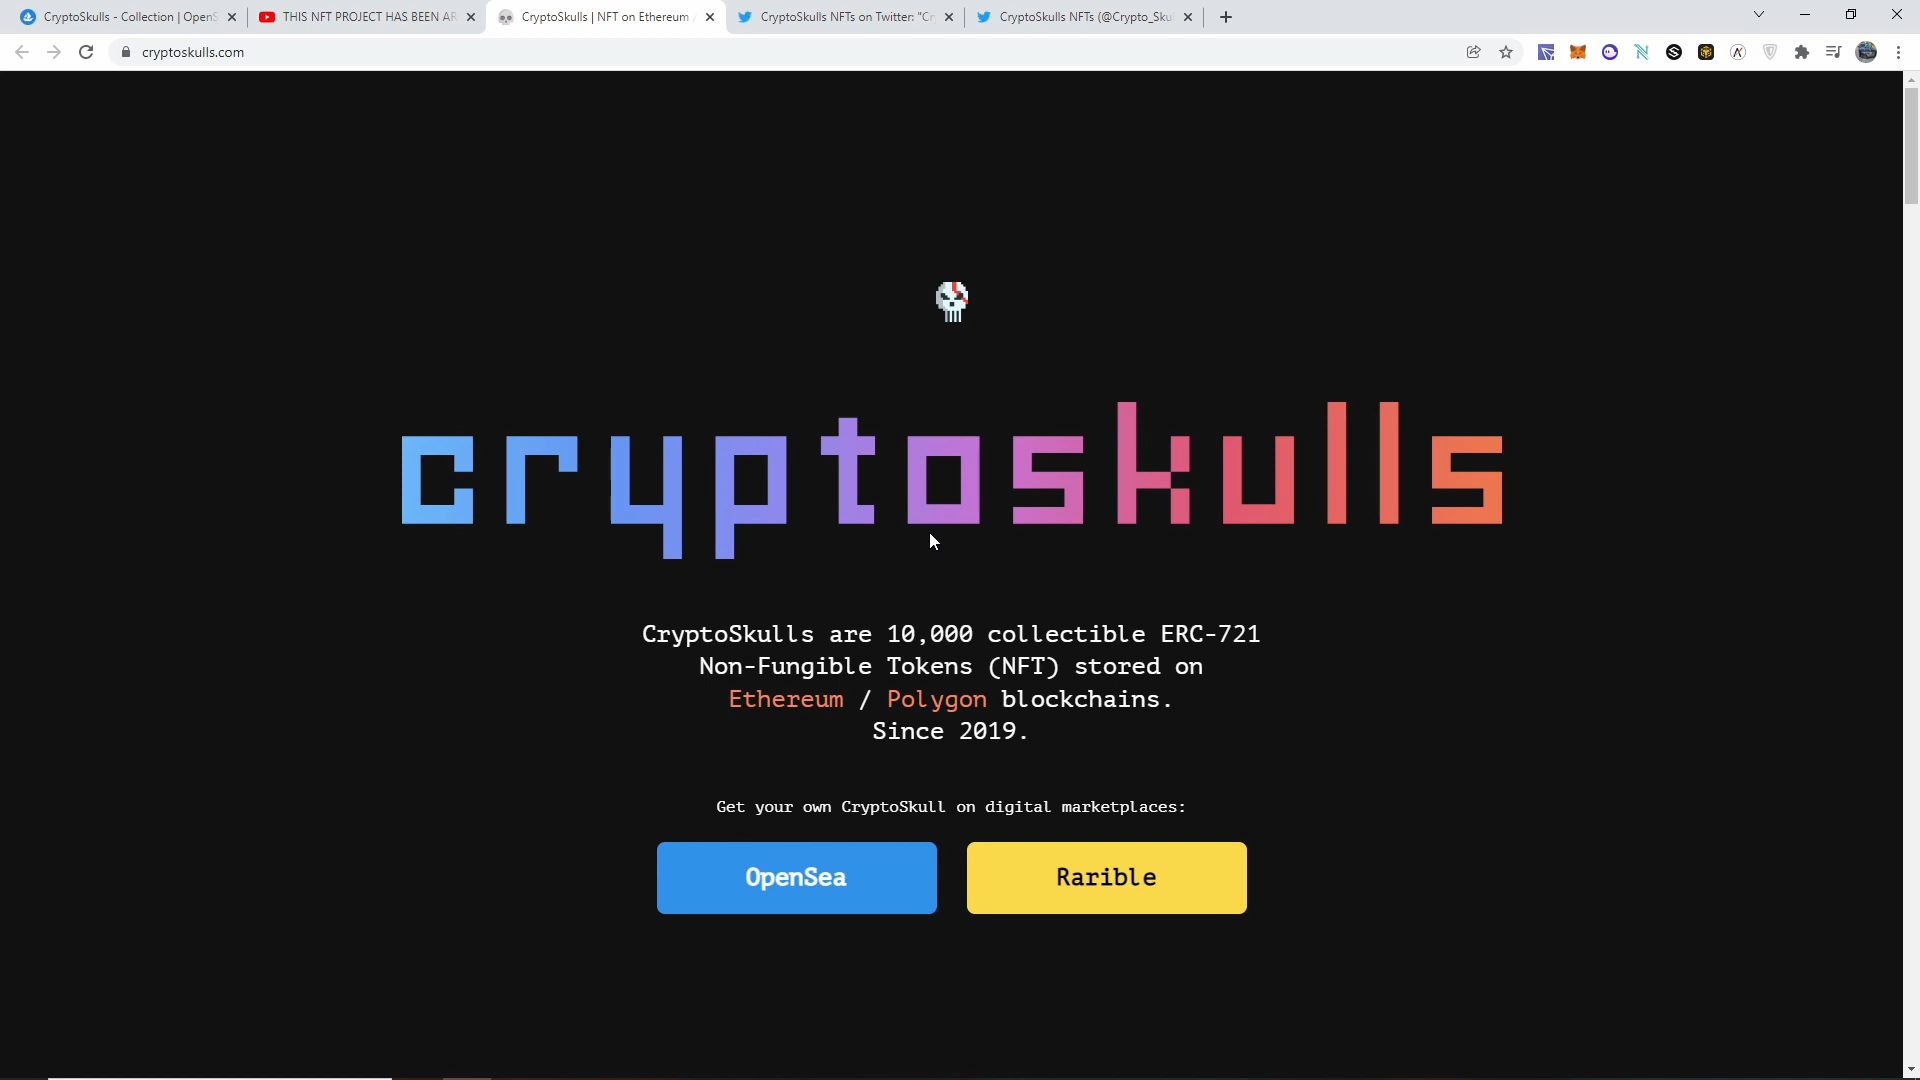 CryptoSkulls - Collection | OpenS
THIS NFT PROJECT HAS BEEN AR
CryptoSkulls | NFT on Ethereum
CryptoSkulls NFTs on Twitter: "Cr
CryptoSkulls NFTs (@Crypto_Sku
cryptoskulls.com
cryptoskulls
CryptoSkulls are 10,000 collectible ERC-721
Non-Fungible Tokens (NFT) stored on
Ethereum / Polygon blockchains.
Since 2019.
Get your own CryptoSkull on digital marketplaces:
OpenSea
Rarible